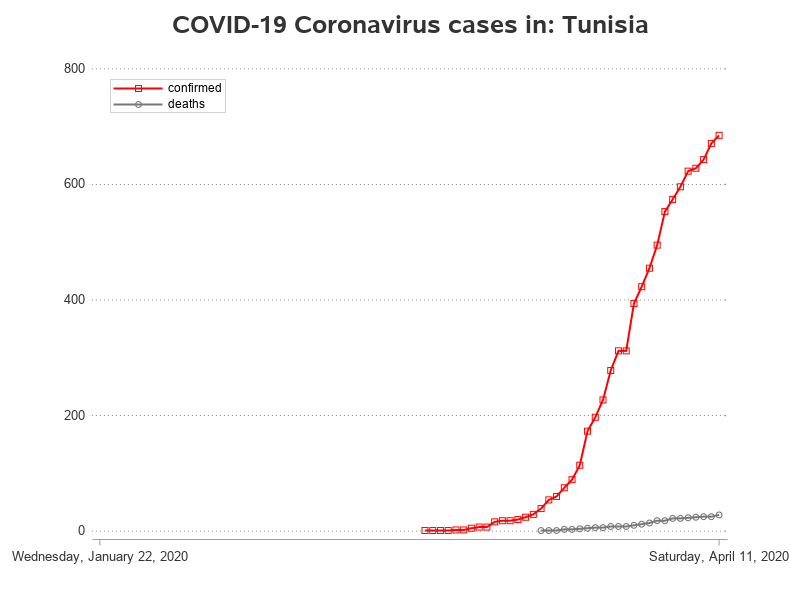 COVID-19 Coronavirus cases in: Tunisia
800
confirmed
deaths
600
400
200
0
Wednesday, January 22, 2020
Saturday, April 11, 2020